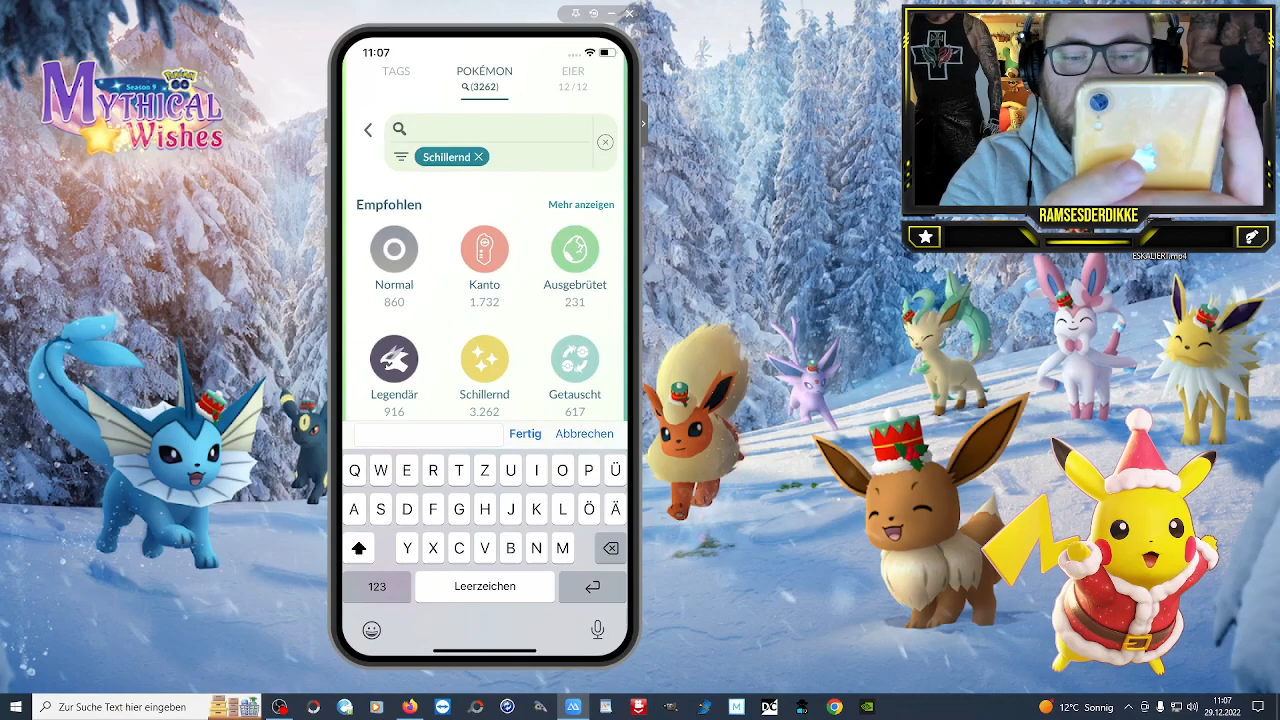 Pokémon GO
Season 9
MYTHICAL
Wishes
11:07
TAGS
POKÉMON
(3262)
EIER
12 / 12
Schillernd
Empfohlen
Mehr anzeigen
Normal
860
Kanto
1.732
Ausgebrütet
231
Legendär
916
Schillernd
3.262
Getauscht
617
Fertig
Abbrechen
Q W E R T Z U I O P Ü
A S D F G H J K L Ö Ä
Y X C V B N M
123
Leerzeichen
RAMSESDERDIKKE
ESKALIERT.mp4
Zur Suche Text hier eingeben
M
12°C Sonnig
11:07
29.12.2022